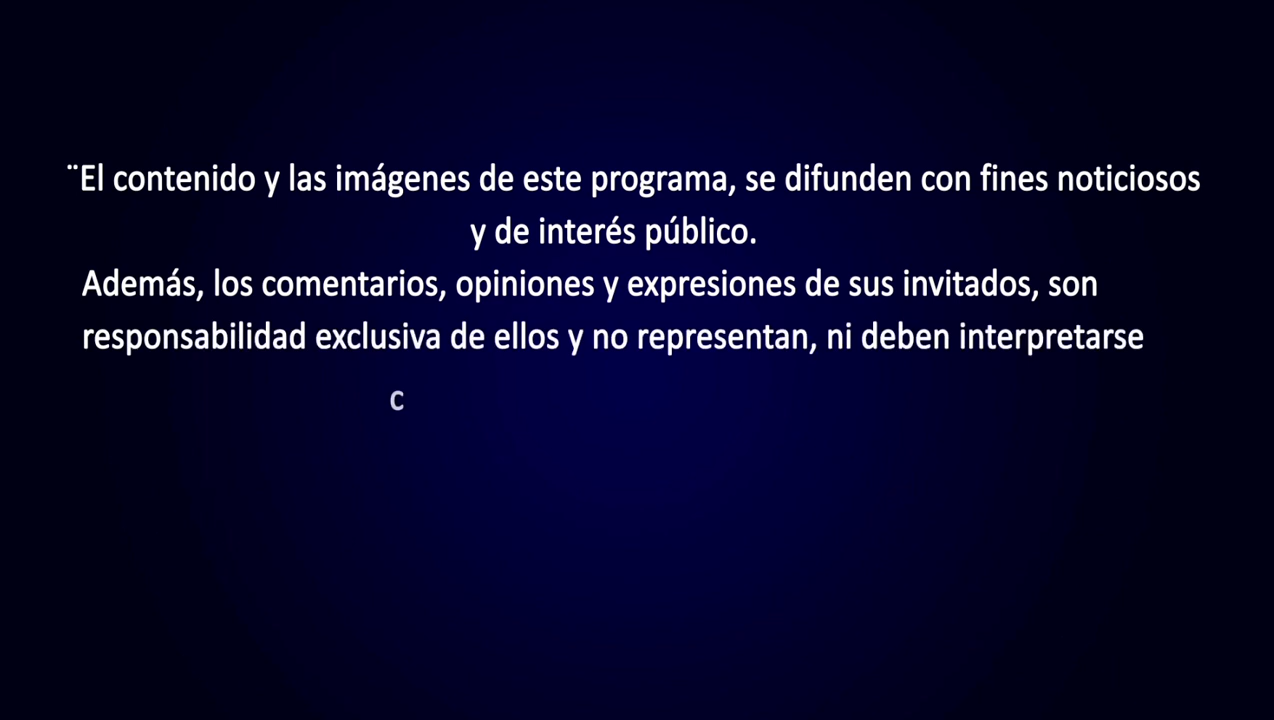 ¨El contenido y las imágenes de este programa, se difunden con fines noticiosos
y de interés público.
Además, los comentarios, opiniones y expresiones de sus invitados, son
responsabilidad exclusiva de ellos y no representan, ni deben interpretarse
c